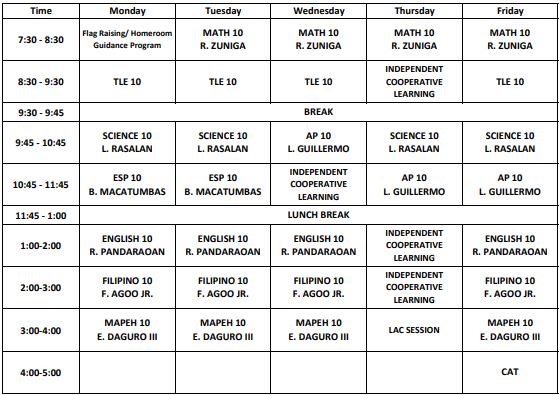 Time Monday Tuesday Wednesday Thursday Friday
7:30 - 8:30
Flag Raising/ Homeroom
Guidance Program
MATH 10
R. ZUNIGA
MATH 10
R. ZUNIGA
MATH 10
R. ZUNIGA
MATH 10
R. ZUNIGA
8:30 - 9:30
TLE 10
TLE 10
TLE 10
INDEPENDENT
COOPERATIVE
LEARNING
TLE 10
9:30 - 9:45
BREAK
9:45 - 10:45
SCIENCE 10
L. RASALAN
SCIENCE 10
L. RASALAN
AP 10
L. GUILLERMO
SCIENCE 10
L. RASALAN
SCIENCE 10
L. RASALAN
10:45 - 11:45
ESP 10
B. MACATUMBAS
ESP 10
B. MACATUMBAS
INDEPENDENT
COOPERATIVE
LEARNING
AP 10
L. GUILLERMO
AP 10
L. GUILLERMO
11:45 - 1:00
LUNCH BREAK
1:00-2:00
ENGLISH 10
R. PANDARAOAN
ENGLISH 10
R. PANDARAOAN
ENGLISH 10
R. PANDARAOAN
INDEPENDENT
COOPERATIVE
LEARNING
ENGLISH 10
R. PANDARAOAN
2:00-3:00
FILIPINO 10
F. AGOO JR.
FILIPINO 10
F. AGOO JR.
FILIPINO 10
F. AGOO JR.
INDEPENDENT
COOPERATIVE
LEARNING
FILIPINO 10
F. AGOO JR.
3:00-4:00
MAPEH 10
E. DAGURO III
MAPEH 10
E. DAGURO III
MAPEH 10
E. DAGURO III
LAC SESSION
MAPEH 10
E. DAGURO III
4:00-5:00
CAT